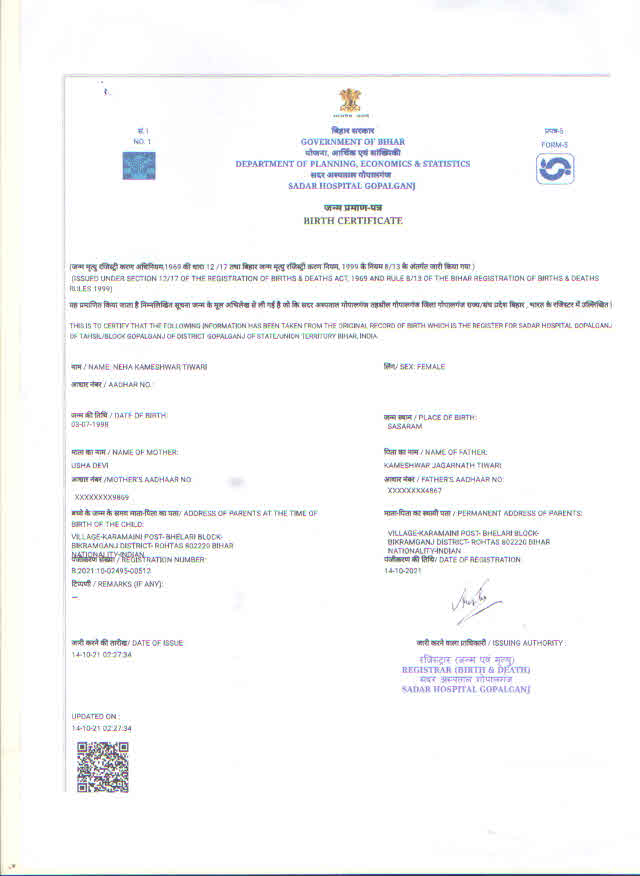 सं. 1
NO. 1
बिहार सरकार
GOVERNMENT OF BIHAR
योजना, आर्थिक एवं सांख्यिकी
DEPARTMENT OF PLANNING, ECONOMICS & STATISTICS
सदर अस्पताल गोपालगंज
SADAR HOSPITAL GOPALGANJ
प्रपत्र-5
FORM-5
जन्म प्रमाण-पत्र
BIRTH CERTIFICATE
(जन्म मृत्यु रजिस्ट्री करण अधिनियम,1969 की धारा 12 /17 तथा बिहार जन्म मृत्यु रजिस्ट्री करण नियम, 1999 के नियम 8/13 के अंतर्गत जारी किया गया )
(ISSUED UNDER SECTION 12/17 OF THE REGISTRATION OF BIRTHS & DEATHS ACT, 1969 AND RULE 8/13 OF THE BIHAR REGISTRATION OF BIRTHS & DEATHS
RULES 1999)
यह प्रमाणित किया जाता है निम्नलिखित सूचना जन्म के मूल अभिलेख से ली गई है जो कि सदर अस्पताल गोपालगंज तहसील गोपालगंज जिला गोपालगंज राज्य/संघ प्रदेश बिहार , भारत के रजिस्टर में उल्लिखित
THIS IS TO CERTIFY THAT THE FOLLOWING INFORMATION HAS BEEN TAKEN FROM THE ORIGINAL RECORD OF BIRTH WHICH IS THE REGISTER FOR SADAR HOSPITAL GOPALGANJ
OF TAHSIL/BLOCK GOPALGANJ OF DISTRICT GOPALGANJ OF STATE/UNION TERRITORY BIHAR, INDIA.
नाम / NAME: NEHA KAMESHWAR TIWARI
लिंग/ SEX: FEMALE
आधार नंबर / AADHAR NO.:
जन्म की तिथि / DATE OF BIRTH:
-07-1998
जन्म स्थान / PLACE OF BIRTH:
SASARAM
माता का नाम / NAME OF MOTHER:
USHA DEVI
पिता का नाम / NAME OF FATHER:
KAMESHWAR JAGARNATH TIWARI
आधार नंबर /MOTHER'S AADHAAR NO:
XXXXXXXX9869
आधार नंबर / FATHER'S AADHAAR NO:
XXXXXXXX4867
बच्चे के जन्म के समय माता-पिता का पता/ ADDRESS OF PARENTS AT THE TIME OF
BIRTH OF THE CHILD:
VILLAGE-KARAMAINI POST- BHELARI BLOCK-
BIKRAMGANJ DISTRICT- ROHTAS 802220 BIHAR
NATIONALITY-INDIAN
माता-पिता का स्थायी पता / PERMANENT ADDRESS OF PARENTS:
VILLAGE-KARAMAINI POST- BHELARI BLOCK-
BIKRAMGANJ DISTRICT- ROHTAS 802220 BIHAR
NATIONALITY-INDIAN
पंजीकरण संख्या / REGISTRATION NUMBER:
B:2021:10-02495-00512
पंजीकरण की तिथि/ DATE OF REGISTRATION:
14-10-2021
टिप्पणी / REMARKS (IF ANY):
--
जारी करने की तारीख/ DATE OF ISSUE:
14-10-21 02:27:34
जारी करने वाला प्राधिकारी / ISSUING AUTHORITY :
रजिस्ट्रार (जन्म एवं मृत्यु)
REGISTRAR (BIRTH & DEATH)
सदर अस्पताल गोपालगंज
SADAR HOSPITAL GOPALGANJ
UPDATED ON :
14-10-21 02:27:34